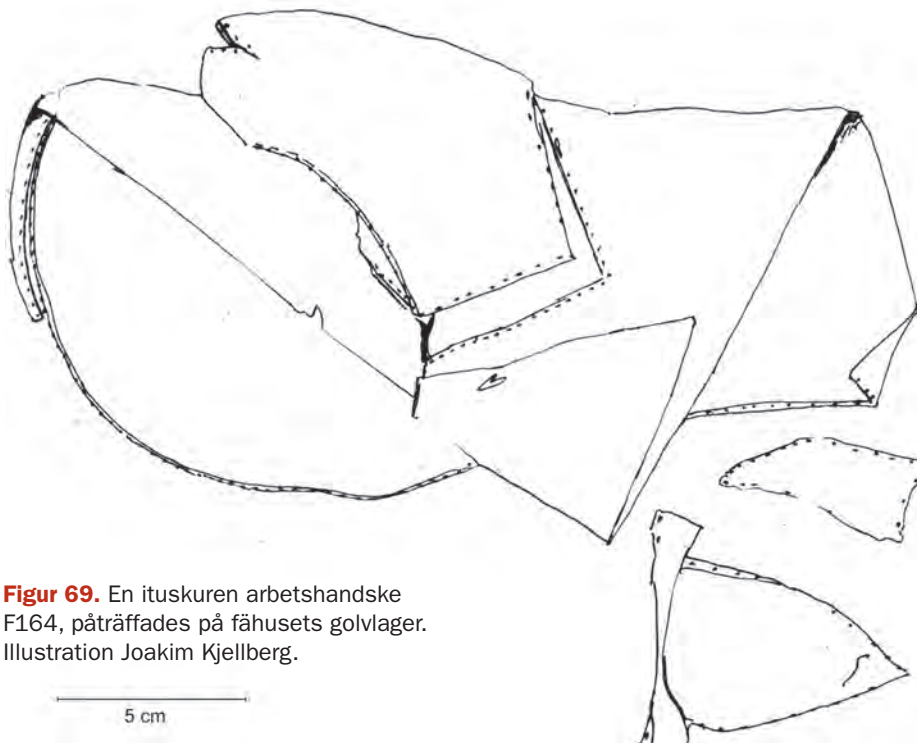 Figur 69. En ituskuren arbetshandske
F164, påträffades på fähusets golvlager.
Illustration Joakim Kjellberg.
5 cm